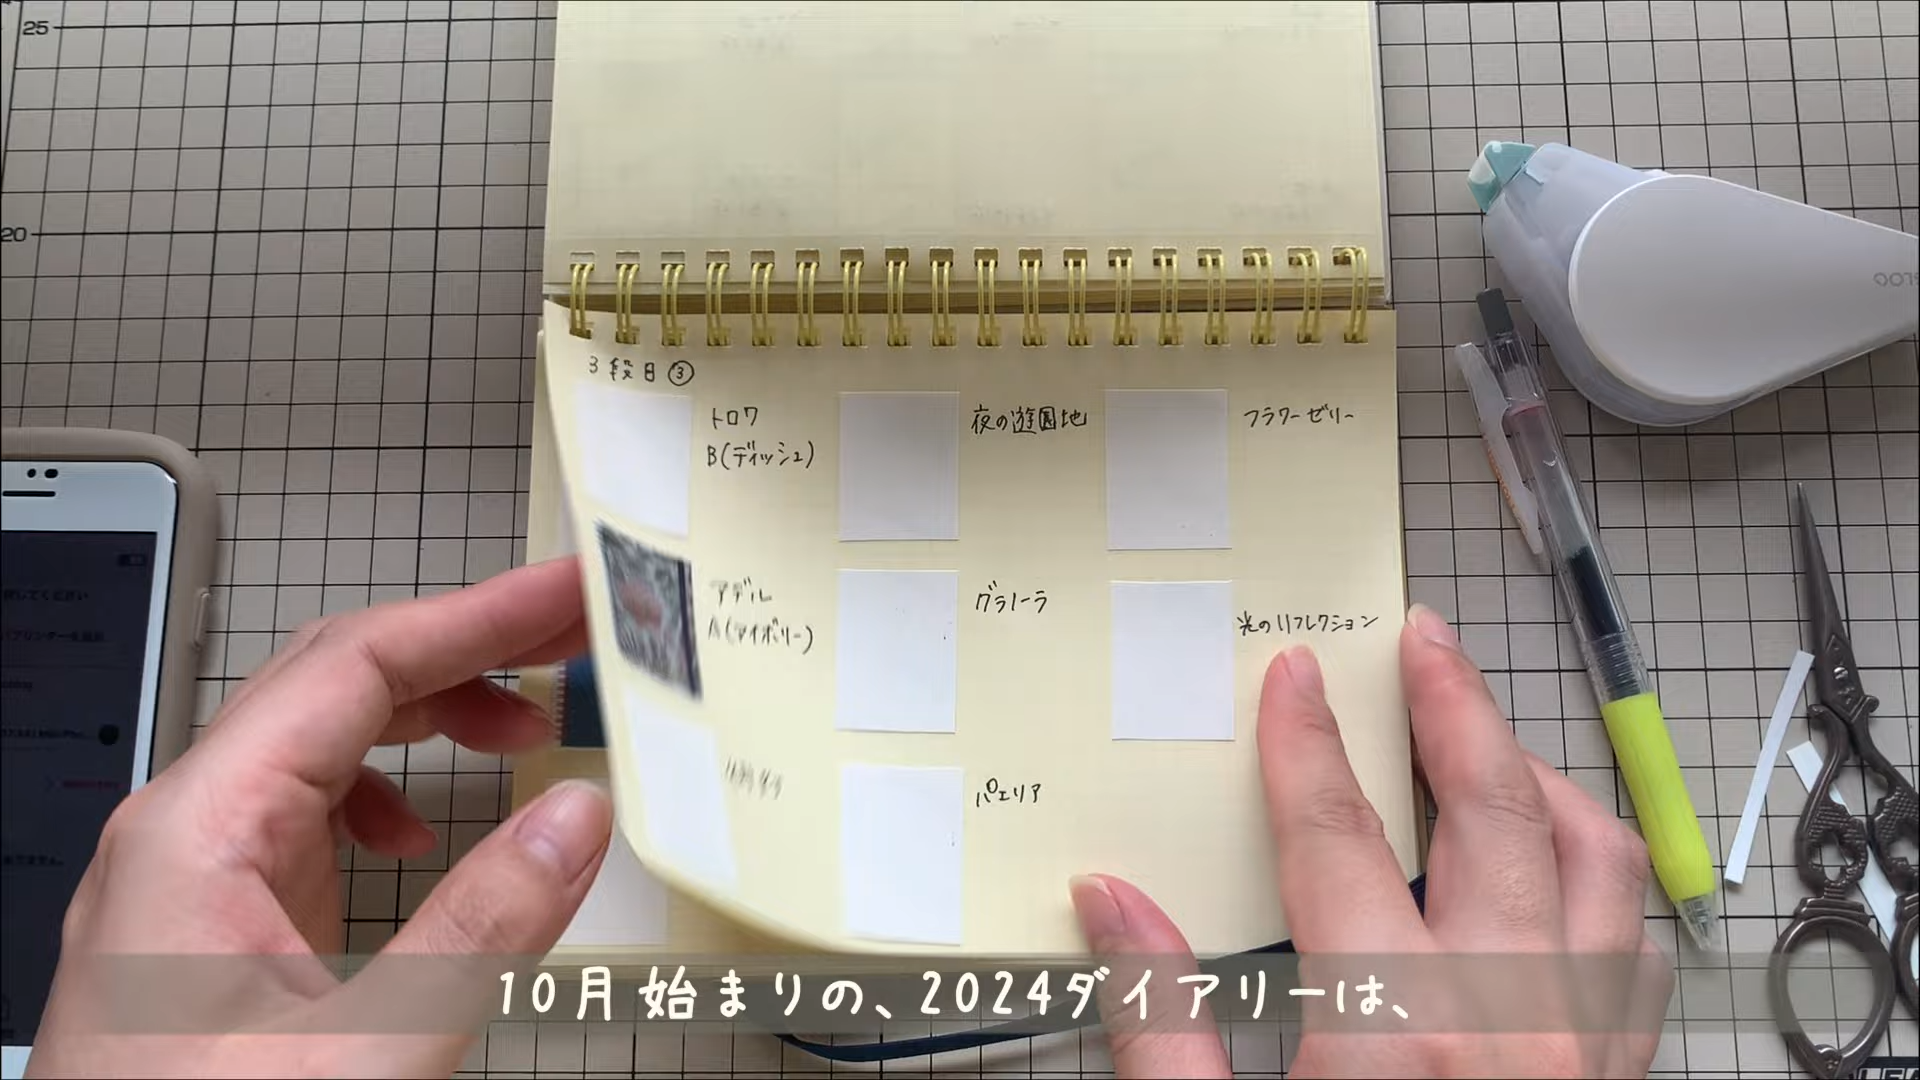 25
20
3段目③
トロワ
B(ディッシュ)
夜の遊園地
フラワーゼリー
アデル
A(アイボリー)
グラノーラ
光のリフレクション
パエリア
10月始まりの、2024ダイアリーは、